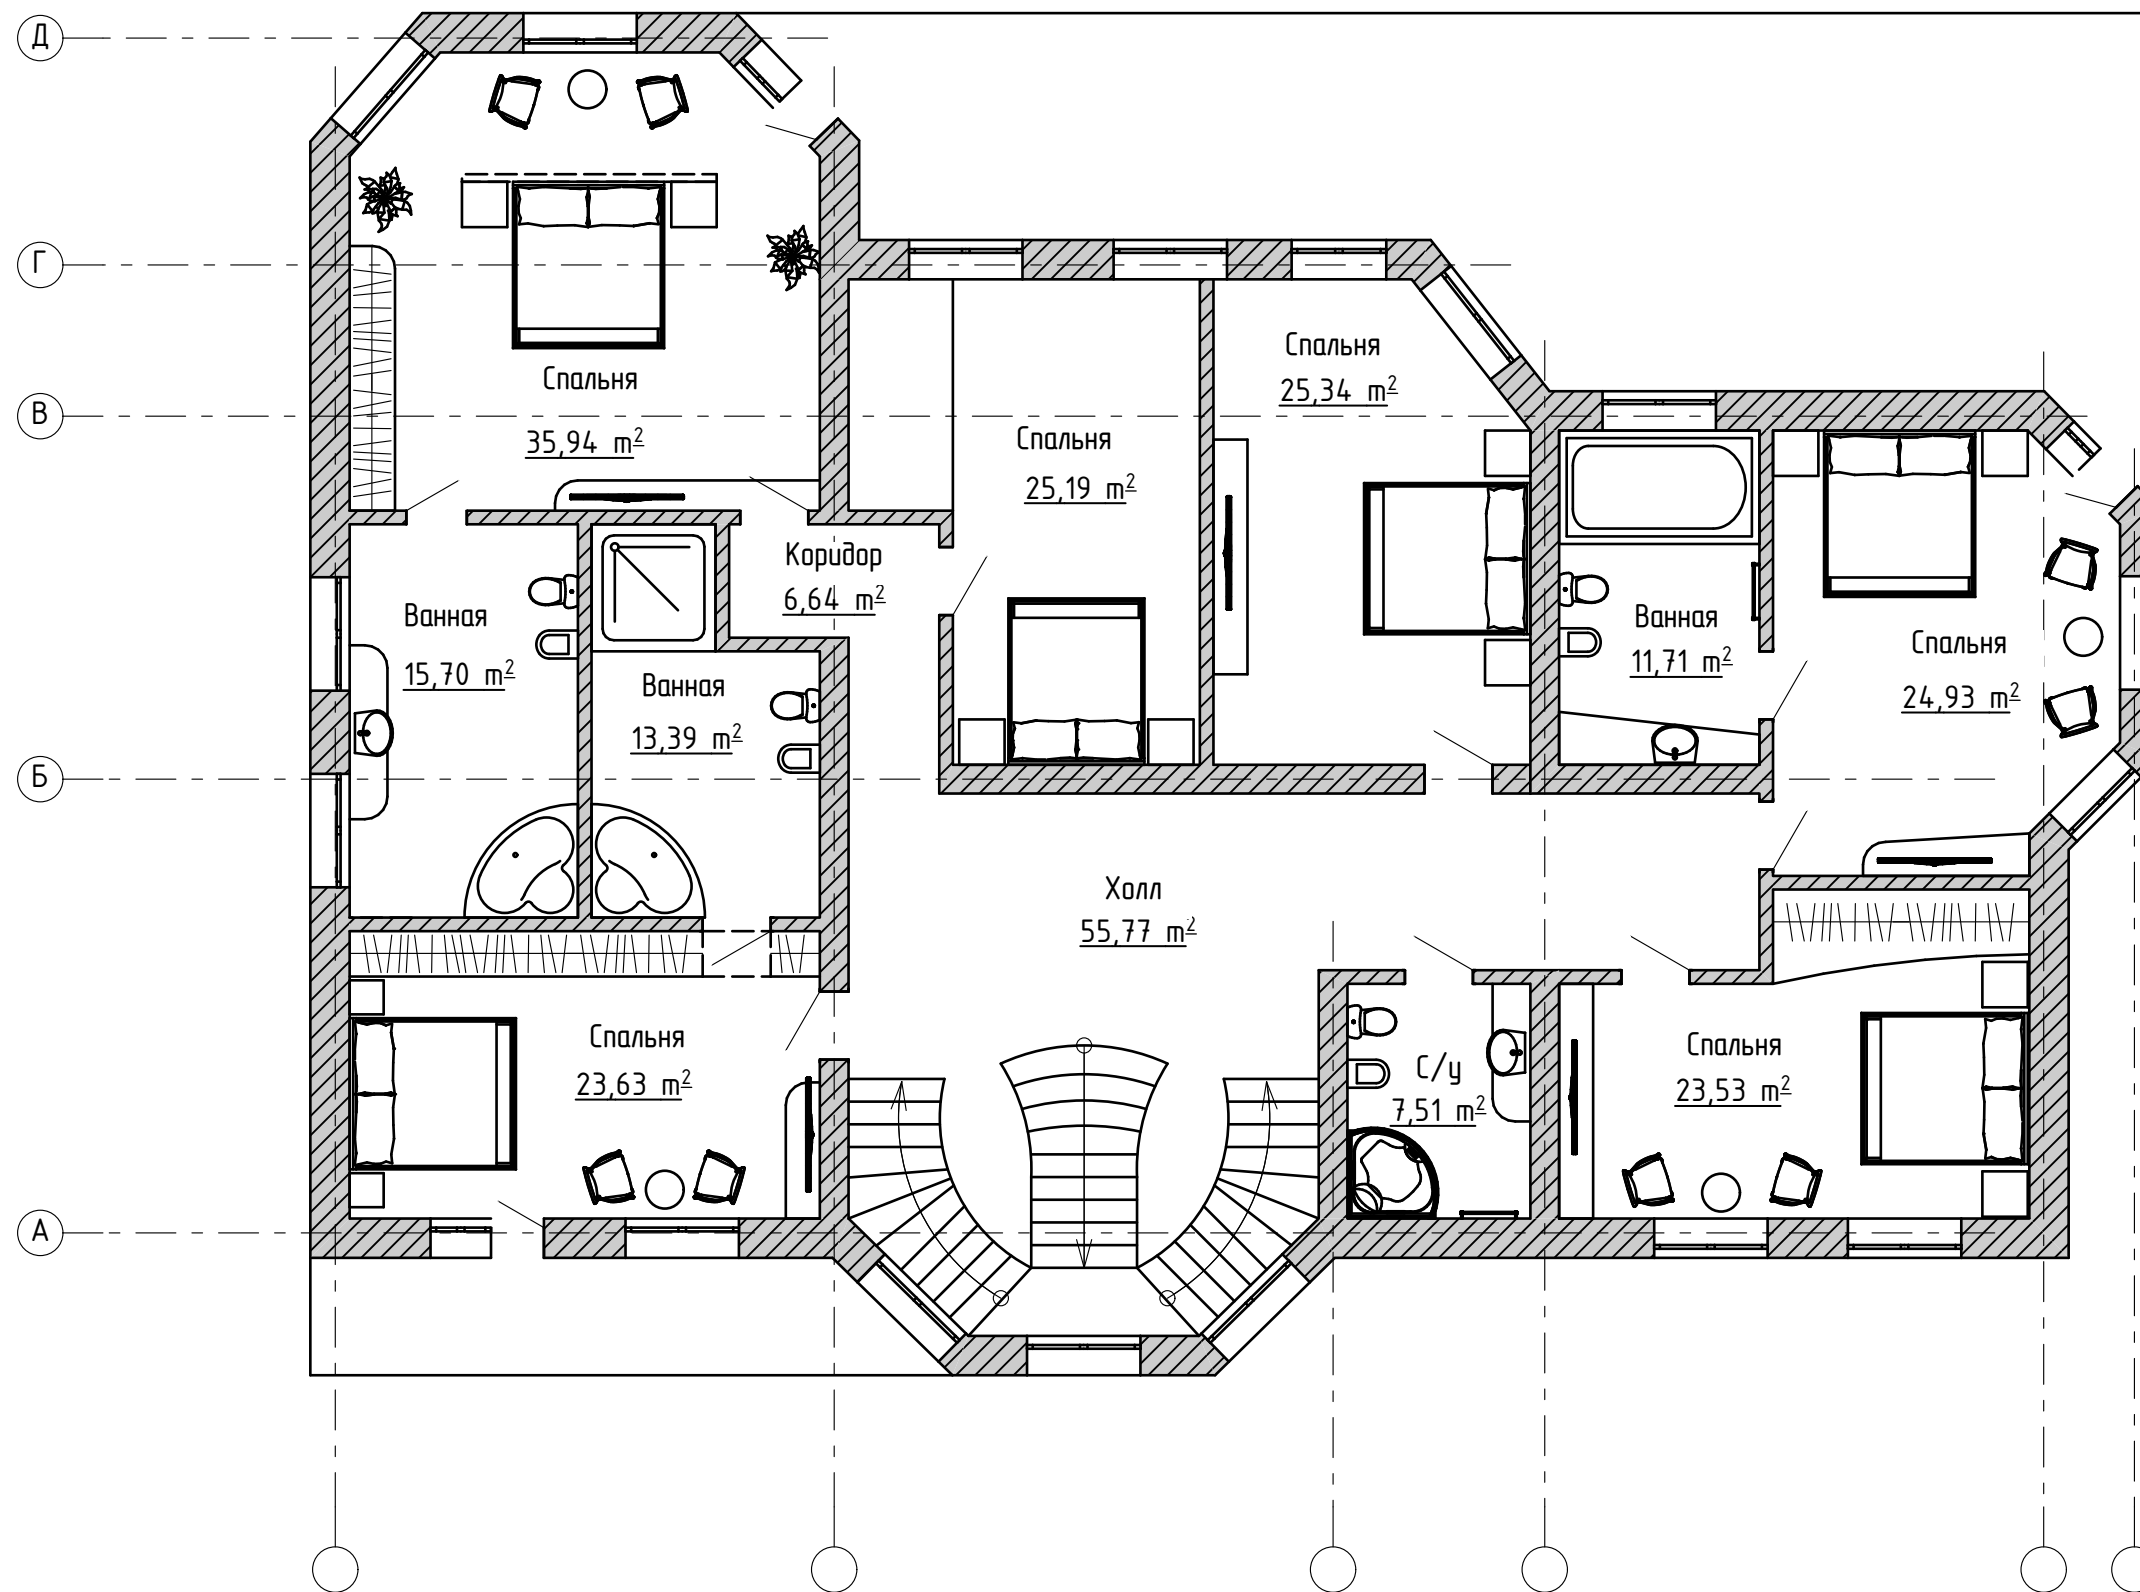 Д
Г
В
Б
А
Спальня
35,94 m²
Спальня
25,19 m²
Спальня
25,34 m²
Коридор
6,64 m²
Ванная
15,70 m²
Ванная
13,39 m²
Ванная
11,71 m²
Спальня
24,93 m²
Холл
55,77 m²
Спальня
23,63 m²
С/у
7,51 m²
Спальня
23,53 m²